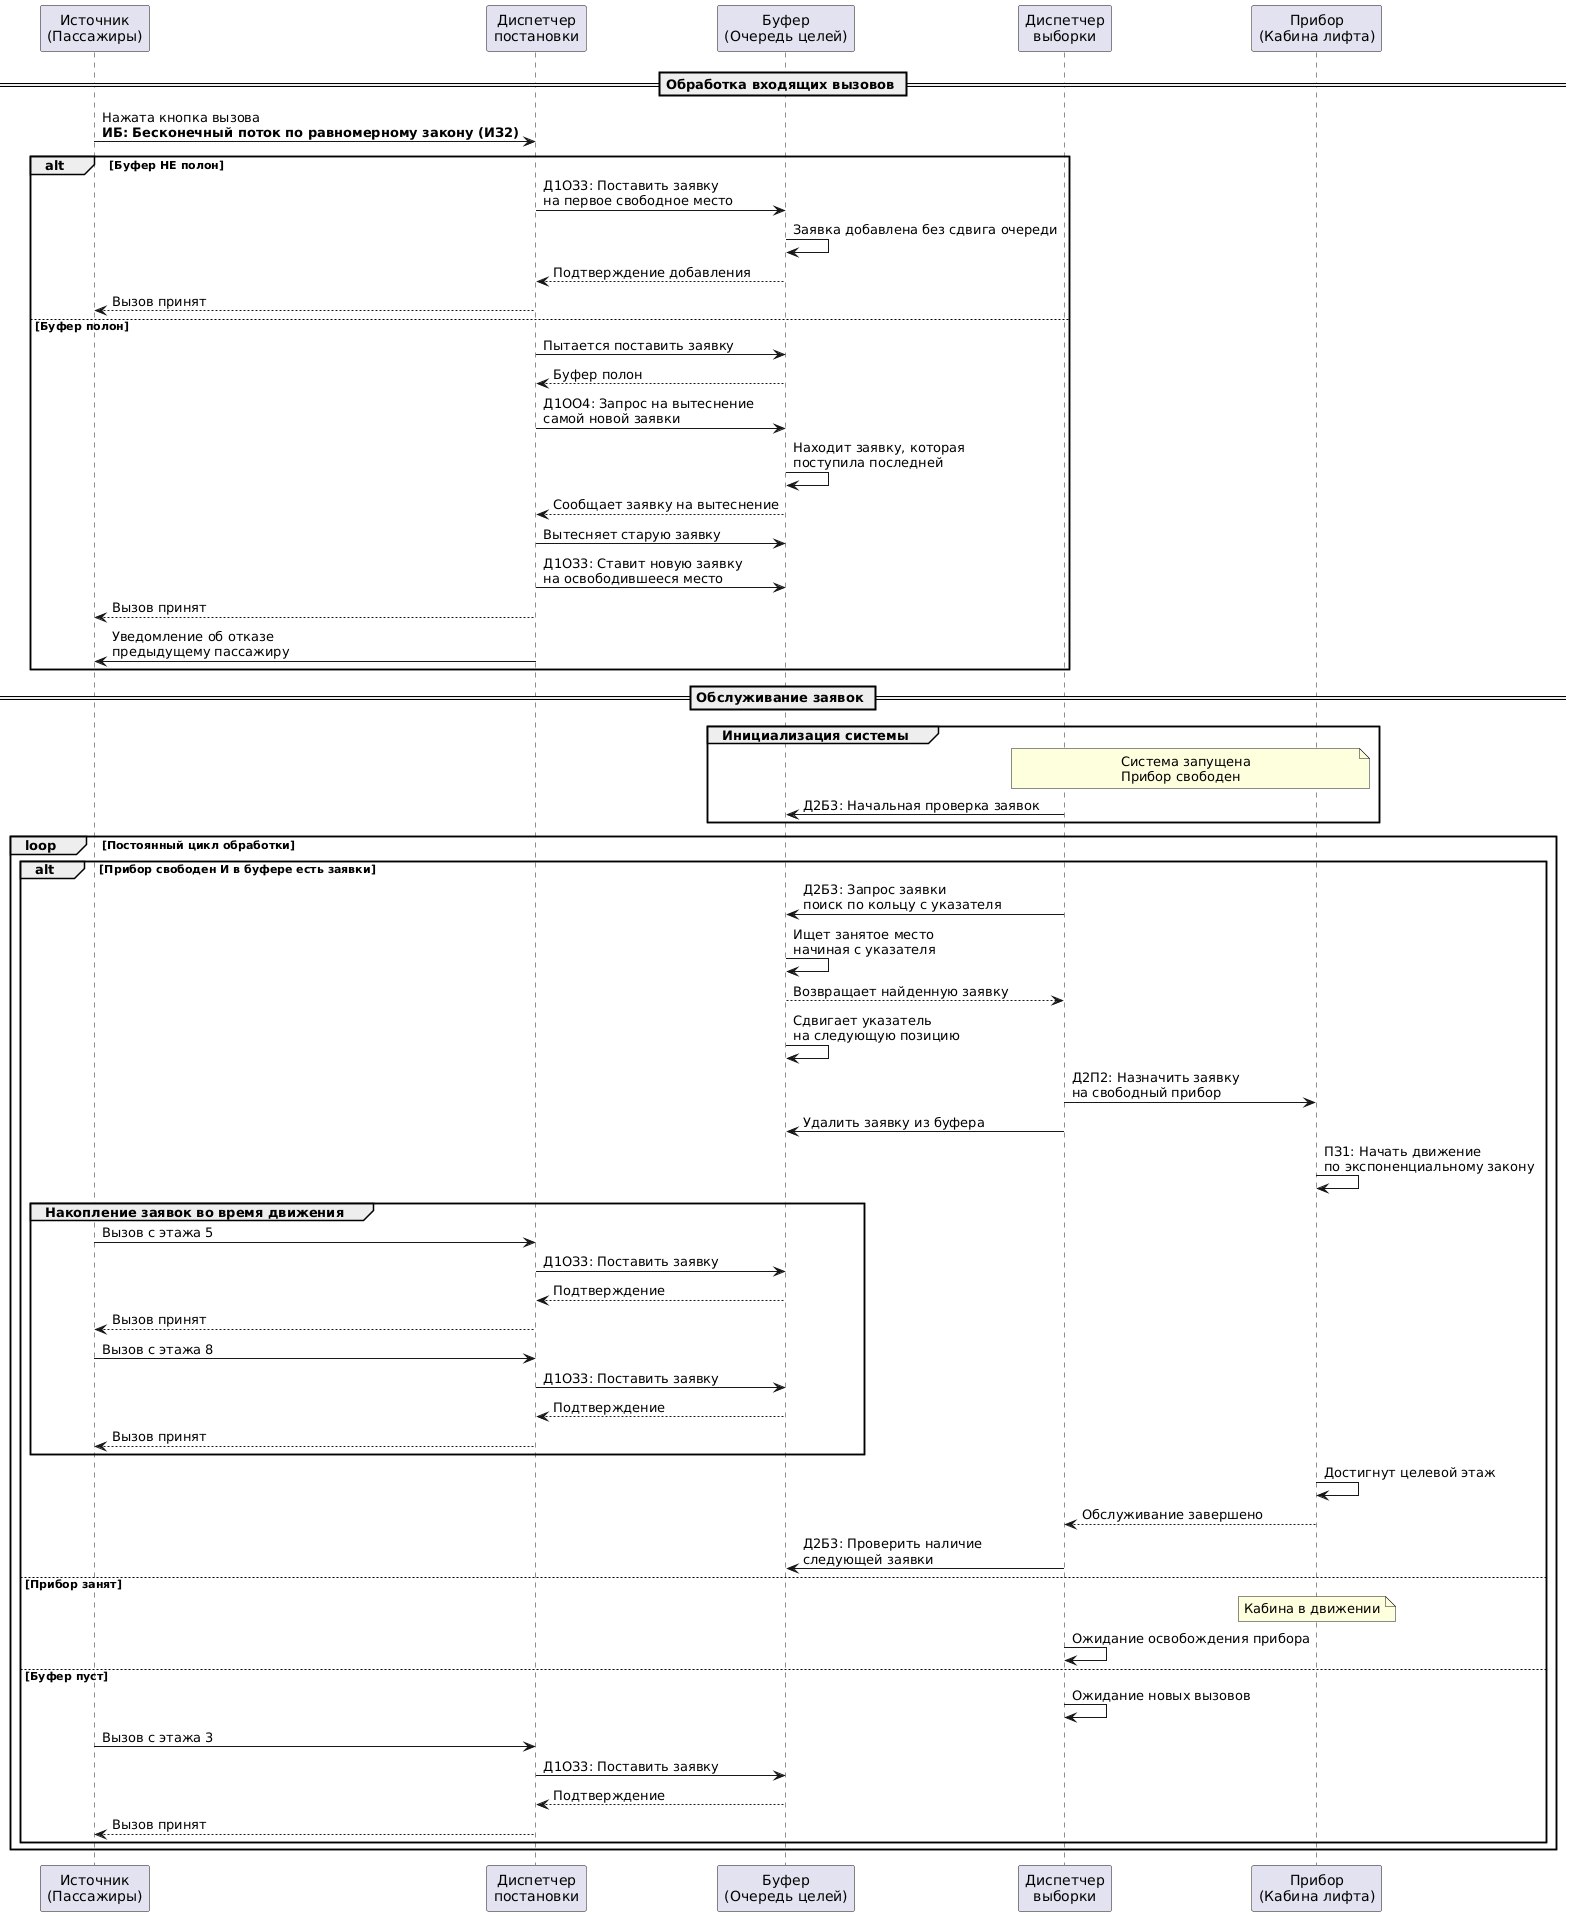 Источник
(Пассажиры)
Диспетчер
постановки
Буфер
(Очередь целей)
Диспетчер
выборки
Прибор
(Кабина лифта)
Обработка входящих вызовов
Нажата кнопка вызова
ИБ: Бесконечный поток по равномерному закону (ИЗ2)
alt
[Буфер НЕ полон]
Д1ОЗ3: Поставить заявку
на первое свободное место
Заявка добавлена без сдвига очереди
Подтверждение добавления
Вызов принят
[Буфер полон]
Пытается поставить заявку
Буфер полон
Д1ОО4: Запрос на вытеснение
самой новой заявки
Находит заявку, которая
поступила последней
Сообщает заявку на вытеснение
Вытесняет старую заявку
Д1ОЗ3: Ставит новую заявку
на освободившееся место
Вызов принят
Уведомление об отказе
предыдущему пассажиру
Обслуживание заявок
Инициализация системы
Система запущена
Прибор свободен
Д2Б3: Начальная проверка заявок
loop
[Постоянный цикл обработки]
alt
[Прибор свободен И в буфере есть заявки]
Д2Б3: Запрос заявки
поиск по кольцу с указателя
Ищет занятое место
начиная с указателя
Возвращает найденную заявку
Сдвигает указатель
на следующую позицию
Д2П2: Назначить заявку
на свободный прибор
Удалить заявку из буфера
ПЗ1: Начать движение
по экспоненциальному закону
Накопление заявок во время движения
Вызов с этажа 5
Д1ОЗ3: Поставить заявку
Подтверждение
Вызов принят
Вызов с этажа 8
Д1ОЗ3: Поставить заявку
Подтверждение
Вызов принят
Достигнут целевой этаж
Обслуживание завершено
Д2Б3: Проверить наличие
следующей заявки
[Прибор занят]
Кабина в движении
Ожидание освобождения прибора
[Буфер пуст]
Ожидание новых вызовов
Вызов с этажа 3
Д1ОЗ3: Поставить заявку
Подтверждение
Вызов принят
Источник
(Пассажиры)
Диспетчер
постановки
Буфер
(Очередь целей)
Диспетчер
выборки
Прибор
(Кабина лифта)